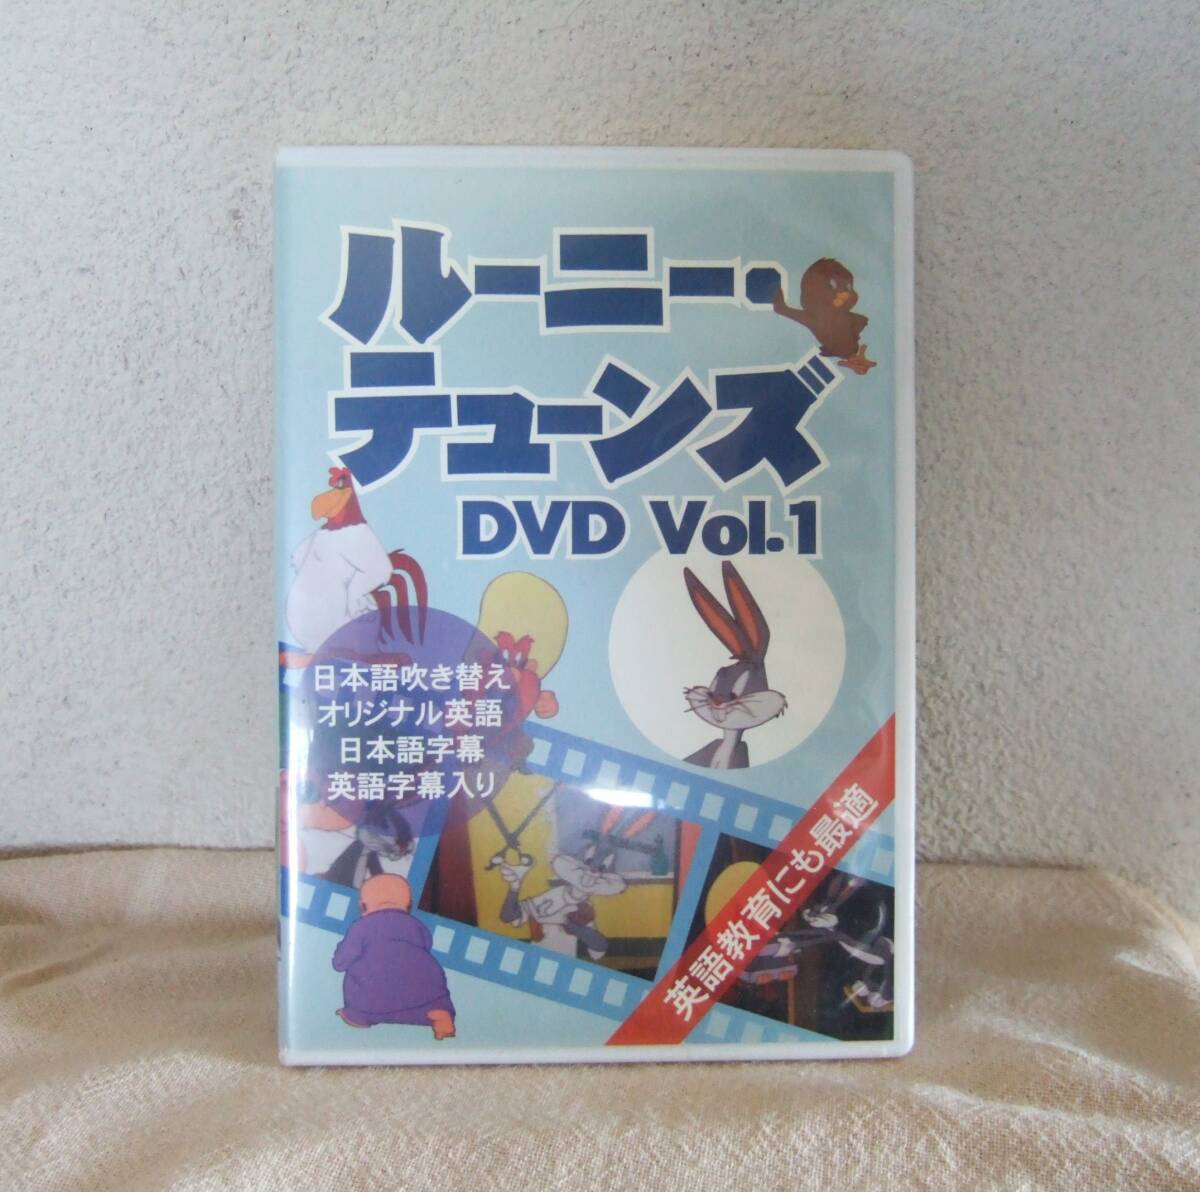 ルーニー・
テューンズ
DVD Vol.1
日本語吹き替え
オリジナル英語
日本語字幕
英語字幕入り
英語教育にも最適